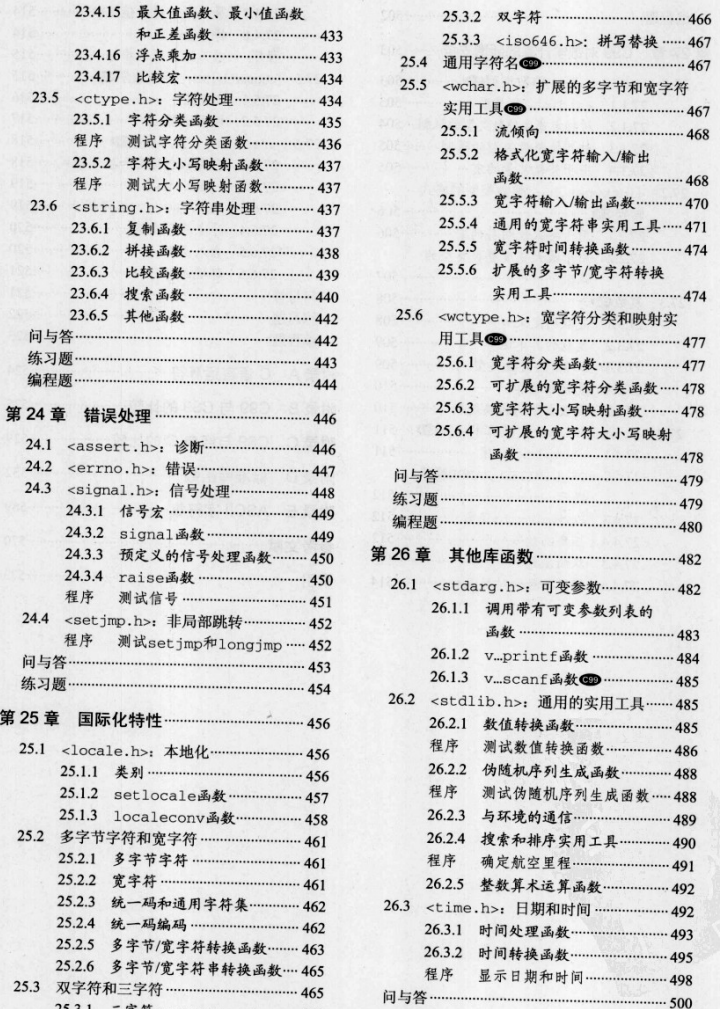 23.4.15 最大值函数、最小值函数
和正差函数 433
23.4.16 浮点乘加 433
23.4.17 比较宏 434
23.5 <ctype.h>：字符处理 434
23.5.1 字符分类函数 435
程序 测试字符分类函数 436
23.5.2 字符大小写映射函数 437
程序 测试大小写映射函数 437
23.6 <string.h>：字符串处理 437
23.6.1 复制函数 437
23.6.2 拼接函数 438
23.6.3 比较函数 439
23.6.4 搜索函数 440
23.6.5 其他函数 442
问与答 442
练习题 443
编程题 444
第 24 章 错误处理 446
24.1 <assert.h>：诊断 446
24.2 <errno.h>：错误 447
24.3 <signal.h>：信号处理 448
24.3.1 信号宏 449
24.3.2 signal函数 449
24.3.3 预定义的信号处理函数 450
24.3.4 raise函数 450
程序 测试信号 451
24.4 <setjmp.h>：非局部跳转 452
程序 测试setjmp和longjmp 452
问与答 453
练习题 454
第 25 章 国际化特性 456
25.1 <locale.h>：本地化 456
25.1.1 类别 456
25.1.2 setlocale函数 457
25.1.3 localeconv函数 458
25.2 多字节字符和宽字符 461
25.2.1 多字节字符 461
25.2.2 宽字符 461
25.2.3 统一码和通用字符集 462
25.2.4 统一码编码 462
25.2.5 多字节/宽字符转换函数 463
25.2.6 多字节/宽字符串转换函数 465
25.3 双字符和三字符 465
25.3.2 双字符 466
25.3.3 <iso646.h>：拼写替换 467
25.4 通用字符名 C99 467
25.5 <wchar.h>：扩展的多字节和宽字符
实用工具 C99 467
25.5.1 流倾向 468
25.5.2 格式化宽字符输入/输出
函数 468
25.5.3 宽字符输入/输出函数 470
25.5.4 通用的宽字符串实用工具 471
25.5.5 宽字符时间转换函数 474
25.5.6 扩展的多字节/宽字符转换
实用工具 474
25.6 <wctype.h>：宽字符分类和映射实
用工具 C99 477
25.6.1 宽字符分类函数 477
25.6.2 可扩展的宽字符分类函数 478
25.6.3 宽字符大小写映射函数 478
25.6.4 可扩展的宽字符大小写映射
函数 478
问与答 479
练习题 479
编程题 480
第 26 章 其他库函数 482
26.1 <stdarg.h>：可变参数 482
26.1.1 调用带有可变参数列表的
函数 483
26.1.2 v…printf函数 484
26.1.3 v…scanf函数 C99 485
26.2 <stdlib.h>：通用的实用工具 485
26.2.1 数值转换函数 485
程序 测试数值转换函数 486
26.2.2 伪随机序列生成函数 488
程序 测试伪随机序列生成函数 488
26.2.3 与环境的通信 489
26.2.4 搜索和排序实用工具 490
程序 确定航空里程 491
26.2.5 整数算术运算函数 492
26.3 <time.h>：日期和时间 492
26.3.1 时间处理函数 493
26.3.2 时间转换函数 495
程序 显示日期和时间 498
问与答 500